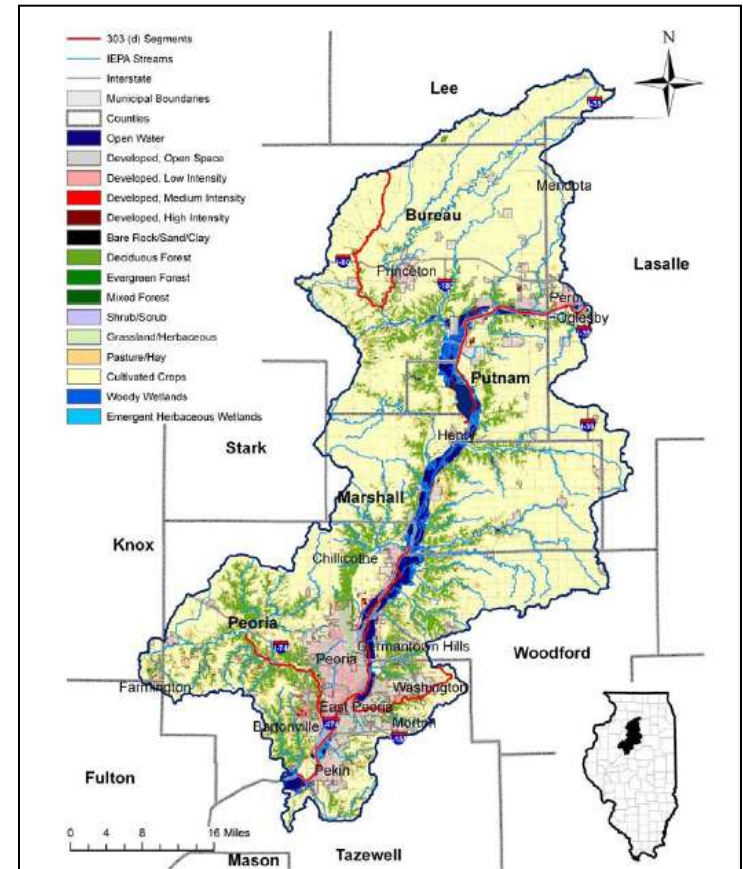 303 (d) Segments
IEPA Streams
Interstate
Municipal Boundaries
Counties
Open Water
Developed, Open Space
Developed, Low Intensity
Developed, Medium Intensity
Developed, High Intensity
Bare Rock/Sand/Clay
Deciduous Forest
Evergreen Forest
Mixed Forest
Shrub/Scrub
Grassland/Herbaceous
Pasture/Hay
Cultivated Crops
Woody Wetlands
Emergent Herbaceous Wetlands
N
Lee
Mendota
Bureau
Lasalle
Princeton
Peru
Oglesby
Putnam
Henry
Stark
Marshall
Knox
Chillicothe
Peoria
Germantown Hills
Peoria
Woodford
Farmington
Washington
East Peoria
Bartonville
Morton
Pekin
Fulton
0 4 8 16 Miles
Mason
Tazewell